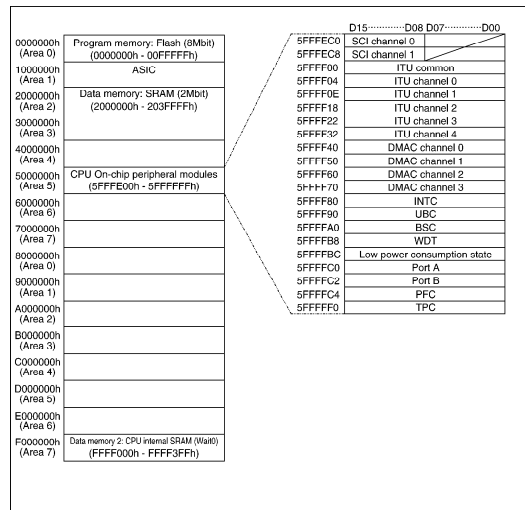 0000000h
(Area 0)
Program memory: Flash (8Mbit)
(0000000h - 00FFFFFh)
1000000h
(Area 1)
ASIC
2000000h
(Area 2)
Data memory: SRAM (2Mbit)
(2000000h - 203FFFFh)
3000000h
(Area 3)
4000000h
(Area 4)
5000000h
(Area 5)
CPU On-chip peripheral modules
(5FFFE00h - 5FFFFFFh)
6000000h
(Area 6)
7000000h
(Area 7)
8000000h
(Area 0)
9000000h
(Area 1)
A000000h
(Area 2)
B000000h
(Area 3)
C000000h
(Area 4)
D000000h
(Area 5)
E000000h
(Area 6)
F000000h
(Area 7)
Data memory 2: CPU internal SRAM (Wait0)
(FFFF000h - FFFF3FFh)
D15··········D08 D07··········D00
5FFFEC0 SCI channel 0
5FFFEC8 SCI channel 1
5FFFF00 ITU common
5FFFF04 ITU channel 0
5FFFF0E ITU channel 1
5FFFF18 ITU channel 2
5FFFF22 ITU channel 3
5FFFF32 ITU channel 4
5FFFF40 DMAC channel 0
5FFFF50 DMAC channel 1
5FFFF60 DMAC channel 2
5FFFF70 DMAC channel 3
5FFFF80 INTC
5FFFF90 UBC
5FFFFA0 BSC
5FFFFB8 WDT
5FFFFBC Low power consumption state
5FFFFC0 Port A
5FFFFC2 Port B
5FFFFC4 PFC
5FFFFF0 TPC